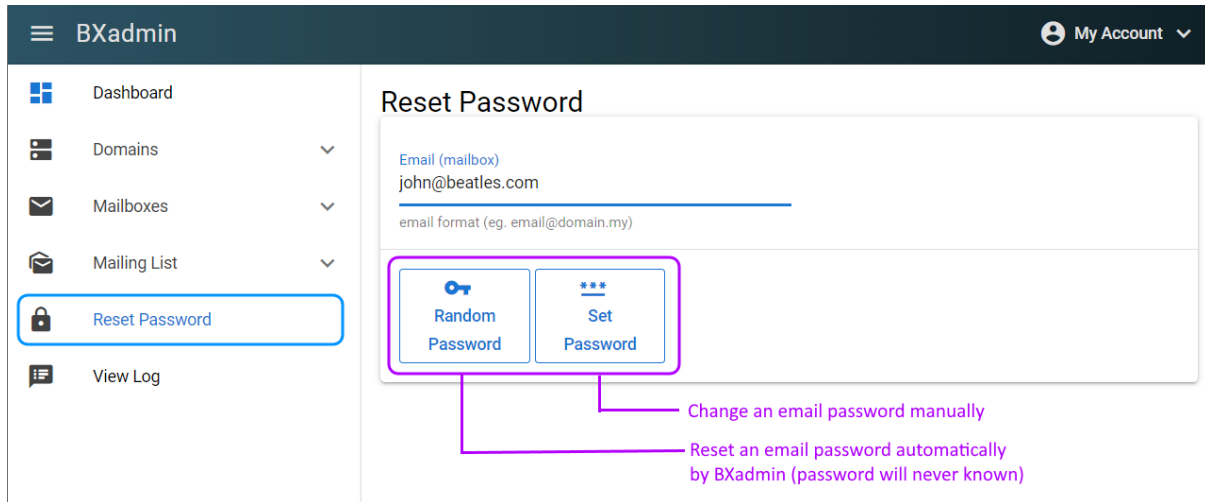 BXadmin
My Account
Dashboard
Domains
Mailboxes
Mailing List
Reset Password
View Log
Reset Password
Email (mailbox)
john@beatles.com
email format (eg. email@domain.my)
Random
Password
***
Set
Password
Change an email password manually
Reset an email password automatically
by BXadmin (password will never known)